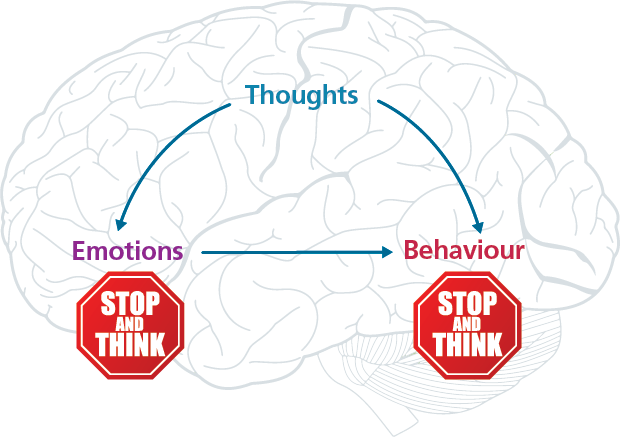 Thoughts
Emotions
Behaviour
STOP
AND
THINK
STOP
AND
THINK